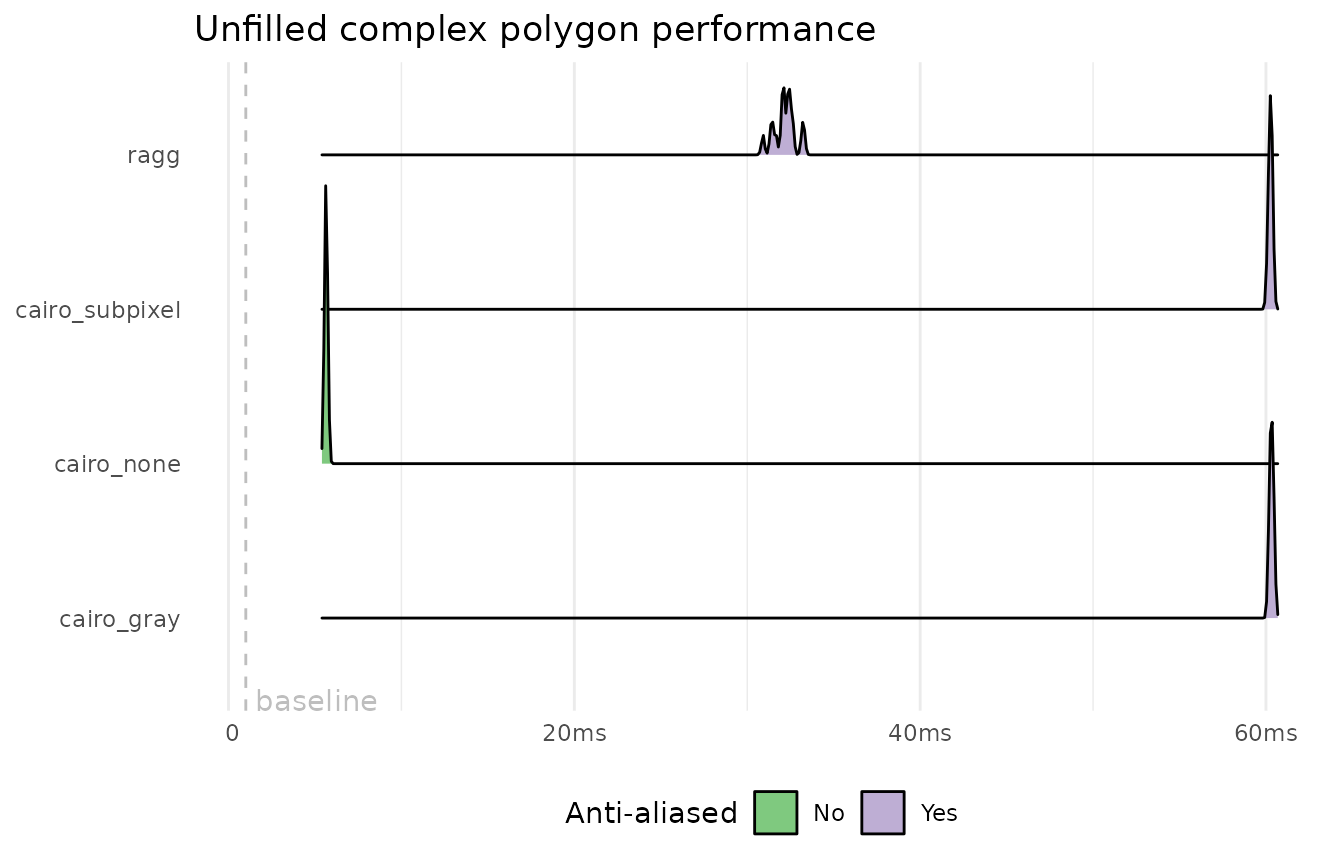 Unfilled complex polygon performance
ragg
cairo_subpixel
cairo_none
cairo_gray
baseline
0 20ms 40ms 60ms
Anti-aliased No Yes